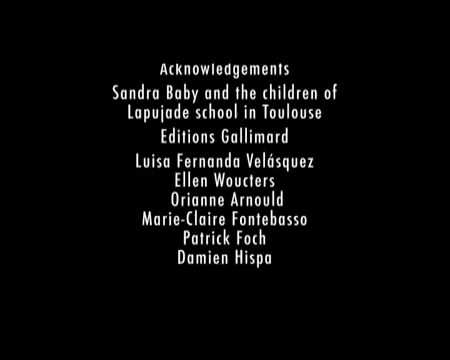 Acknowledgements
Sandra Baby and the children of
Lapujade school in Toulouse
Editions Gallimard
Luisa Fernanda Velásquez
Ellen Woucters
Orianne Arnould
Marie-Claire Fontebasso
Patrick Foch
Damien Hispa